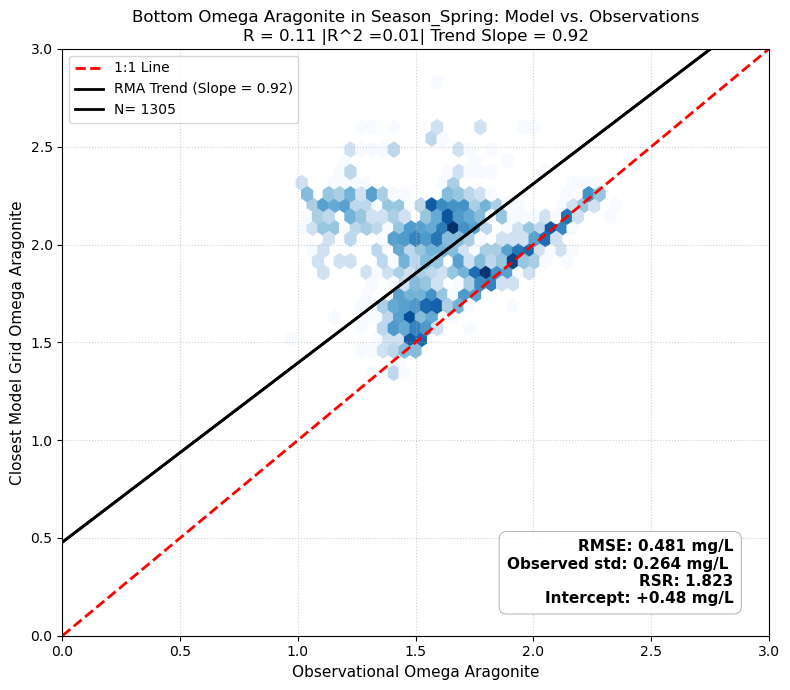 Bottom Omega Aragonite in Season_Spring: Model vs. Observations
R = 0.11 |R^2 =0.01| Trend Slope = 0.92
3.0
2.5
2.0
1.5
1.0
0.5
0.0
Closest Model Grid Omega Aragonite
1:1 Line
RMA Trend (Slope = 0.92)
N= 1305
RMSE: 0.481 mg/L
Observed std: 0.264 mg/L
RSR: 1.823
Intercept: +0.48 mg/L
0.0 0.5 1.0 1.5 2.0 2.5 3.0
Observational Omega Aragonite